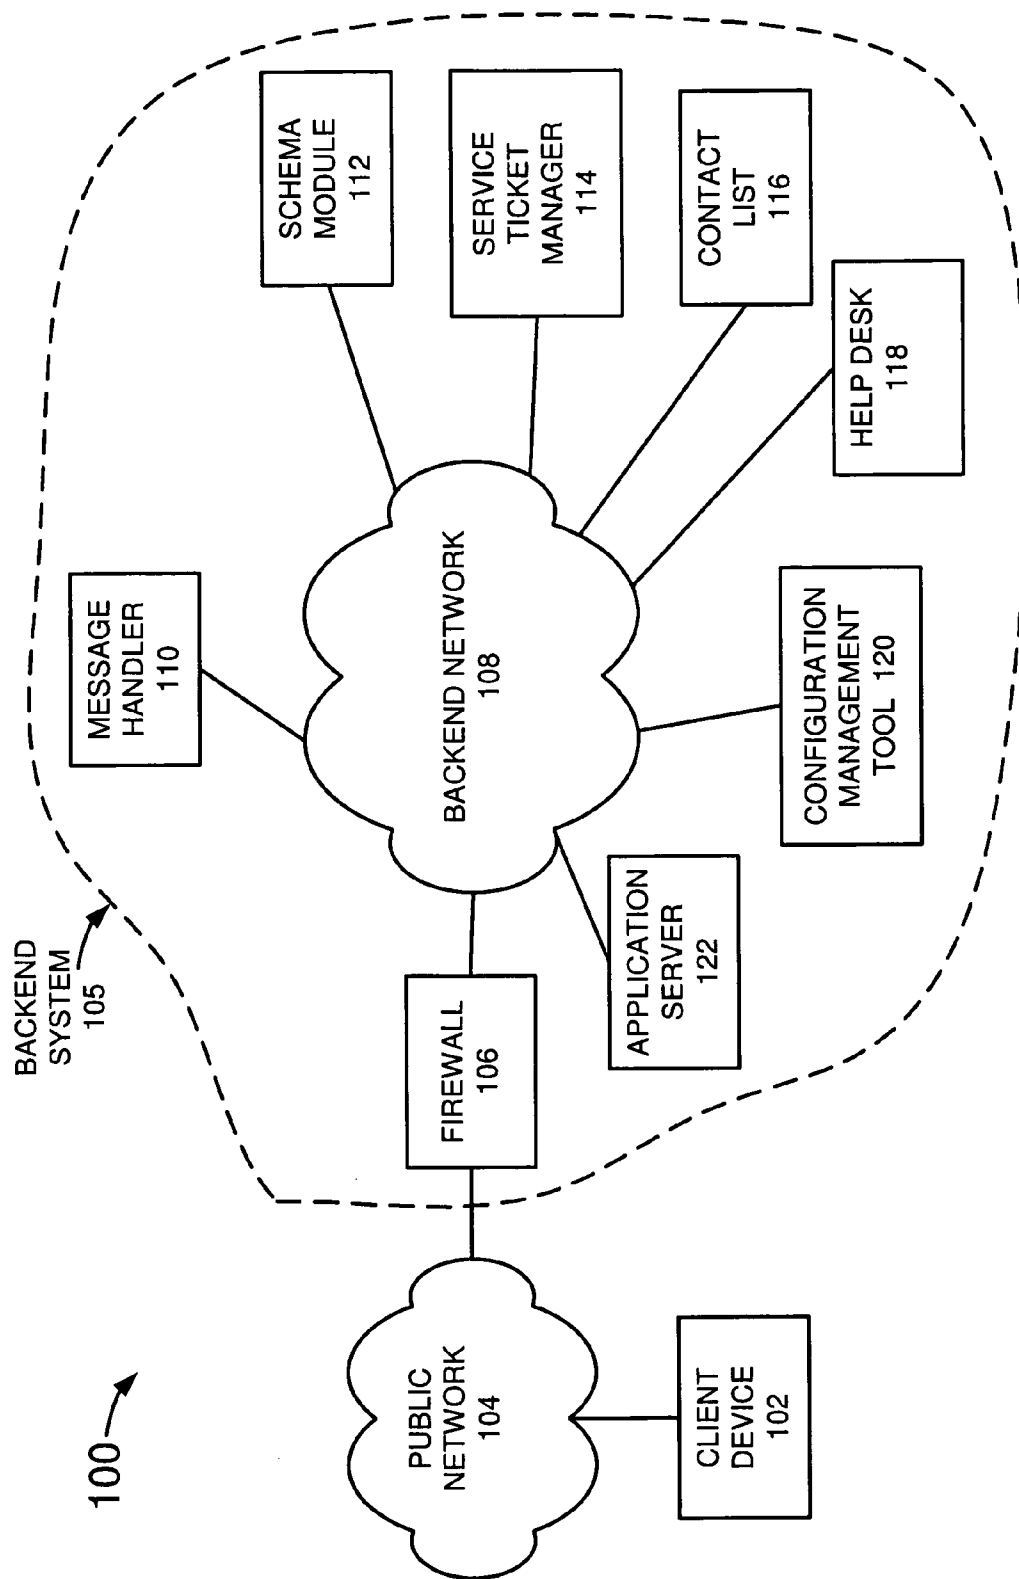 100
BACKEND
SYSTEM
105
MESSAGE
HANDLER
110
SCHEMA
MODULE
112
PUBLIC
NETWORK
104
FIREWALL
106
BACKEND NETWORK
108
SERVICE
TICKET
MANAGER
114
CLIENT
DEVICE
102
APPLICATION
SERVER
122
CONFIGURATION
MANAGEMENT
TOOL 120
CONTACT
LIST
116
HELP DESK
118